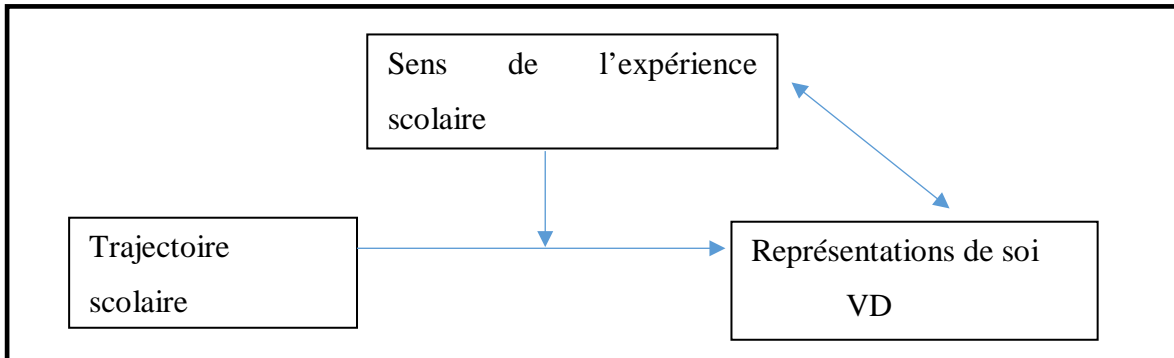 Sens de l’expérience
scolaire
Trajectoire
scolaire
Représentations de soi
VD